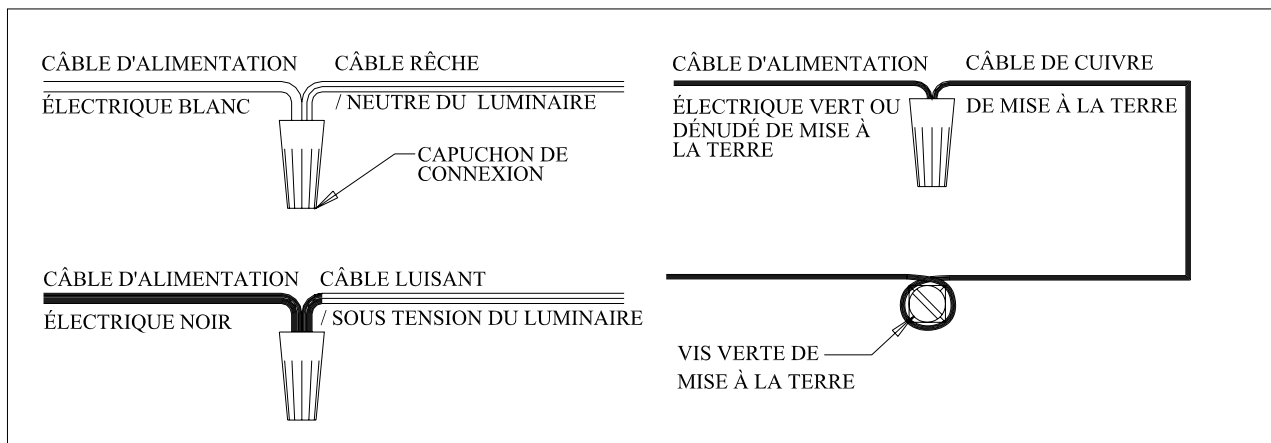 CÂBLE D'ALIMENTATION
ÉLECTRIQUE BLANC
CÂBLE RÊCHE
/ NEUTRE DU LUMINAIRE
CAPUCHON DE
CONNEXION
CÂBLE D'ALIMENTATION
ÉLECTRIQUE NOIR
CÂBLE LUISANT
/ SOUS TENSION DU LUMINAIRE
CÂBLE D'ALIMENTATION
ÉLECTRIQUE VERT OU
DÉNUDÉ DE MISE À
LA TERRE
CÂBLE DE CUIVRE
DE MISE À LA TERRE
VIS VERTE DE
MISE À LA TERRE